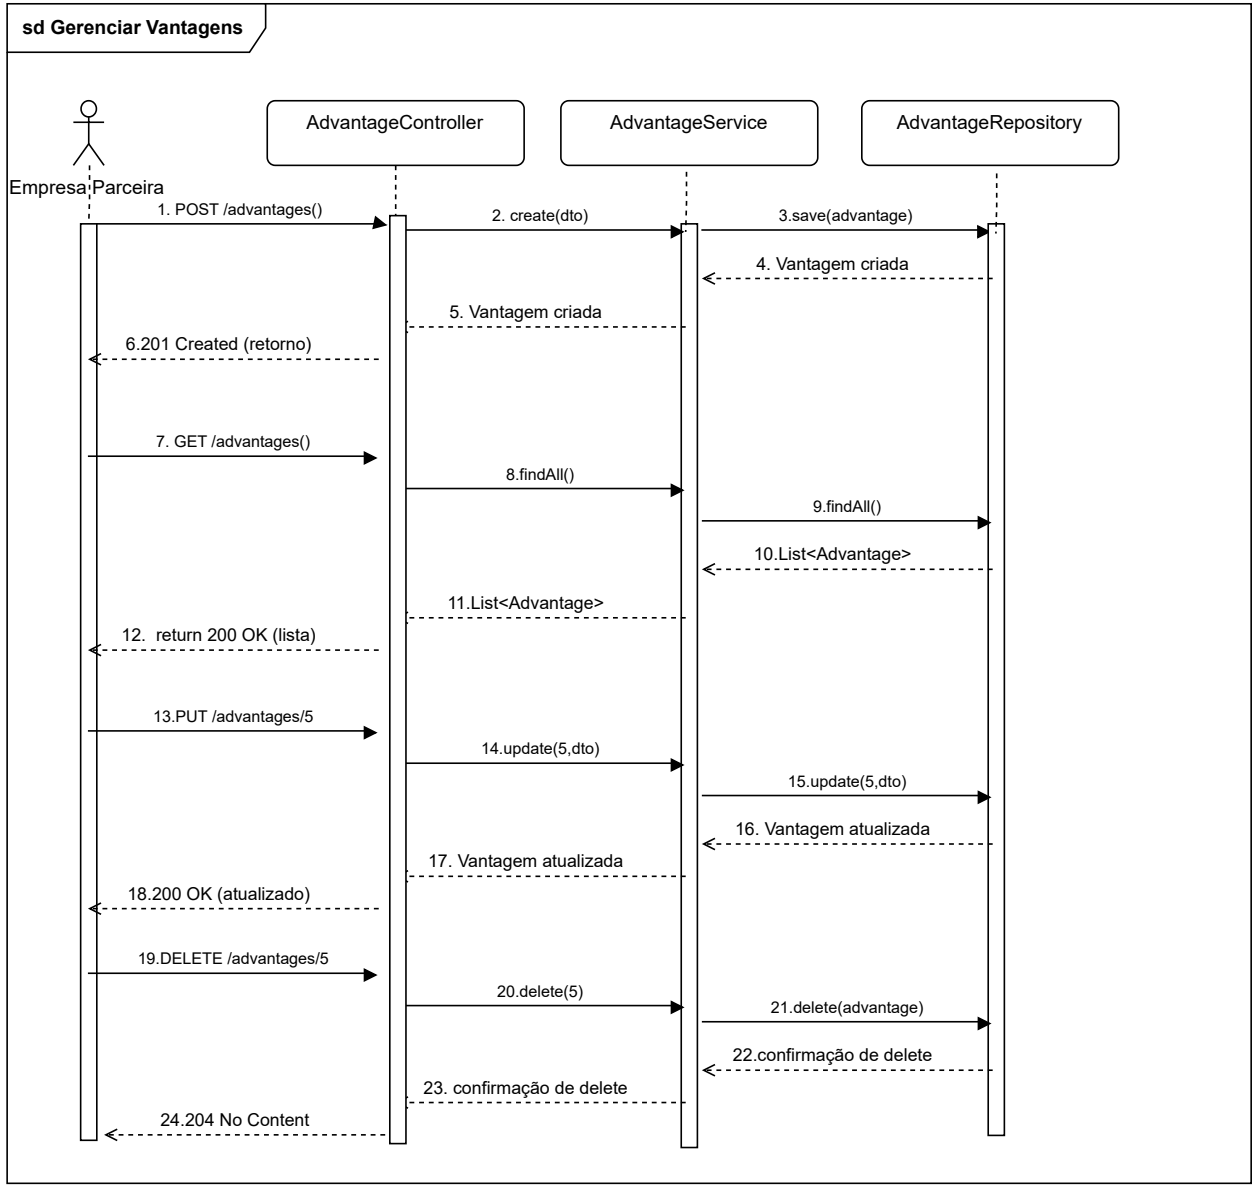 sd Gerenciar Vantagens
AdvantageController
AdvantageService
AdvantageRepository
Empresa Parceira
1. POST /advantages()
2. create(dto)
3.save(advantage)
4. Vantagem criada
5. Vantagem criada
6.201 Created (retorno)
7. GET /advantages()
8.findAll()
9.findAll()
10.List<Advantage>
11.List<Advantage>
12.  return 200 OK (lista)
13.PUT /advantages/5
14.update(5,dto)
15.update(5,dto)
16. Vantagem atualizada
17. Vantagem atualizada
18.200 OK (atualizado)
19.DELETE /advantages/5
20.delete(5)
21.delete(advantage)
22.confirmação de delete
23. confirmação de delete
24.204 No Content